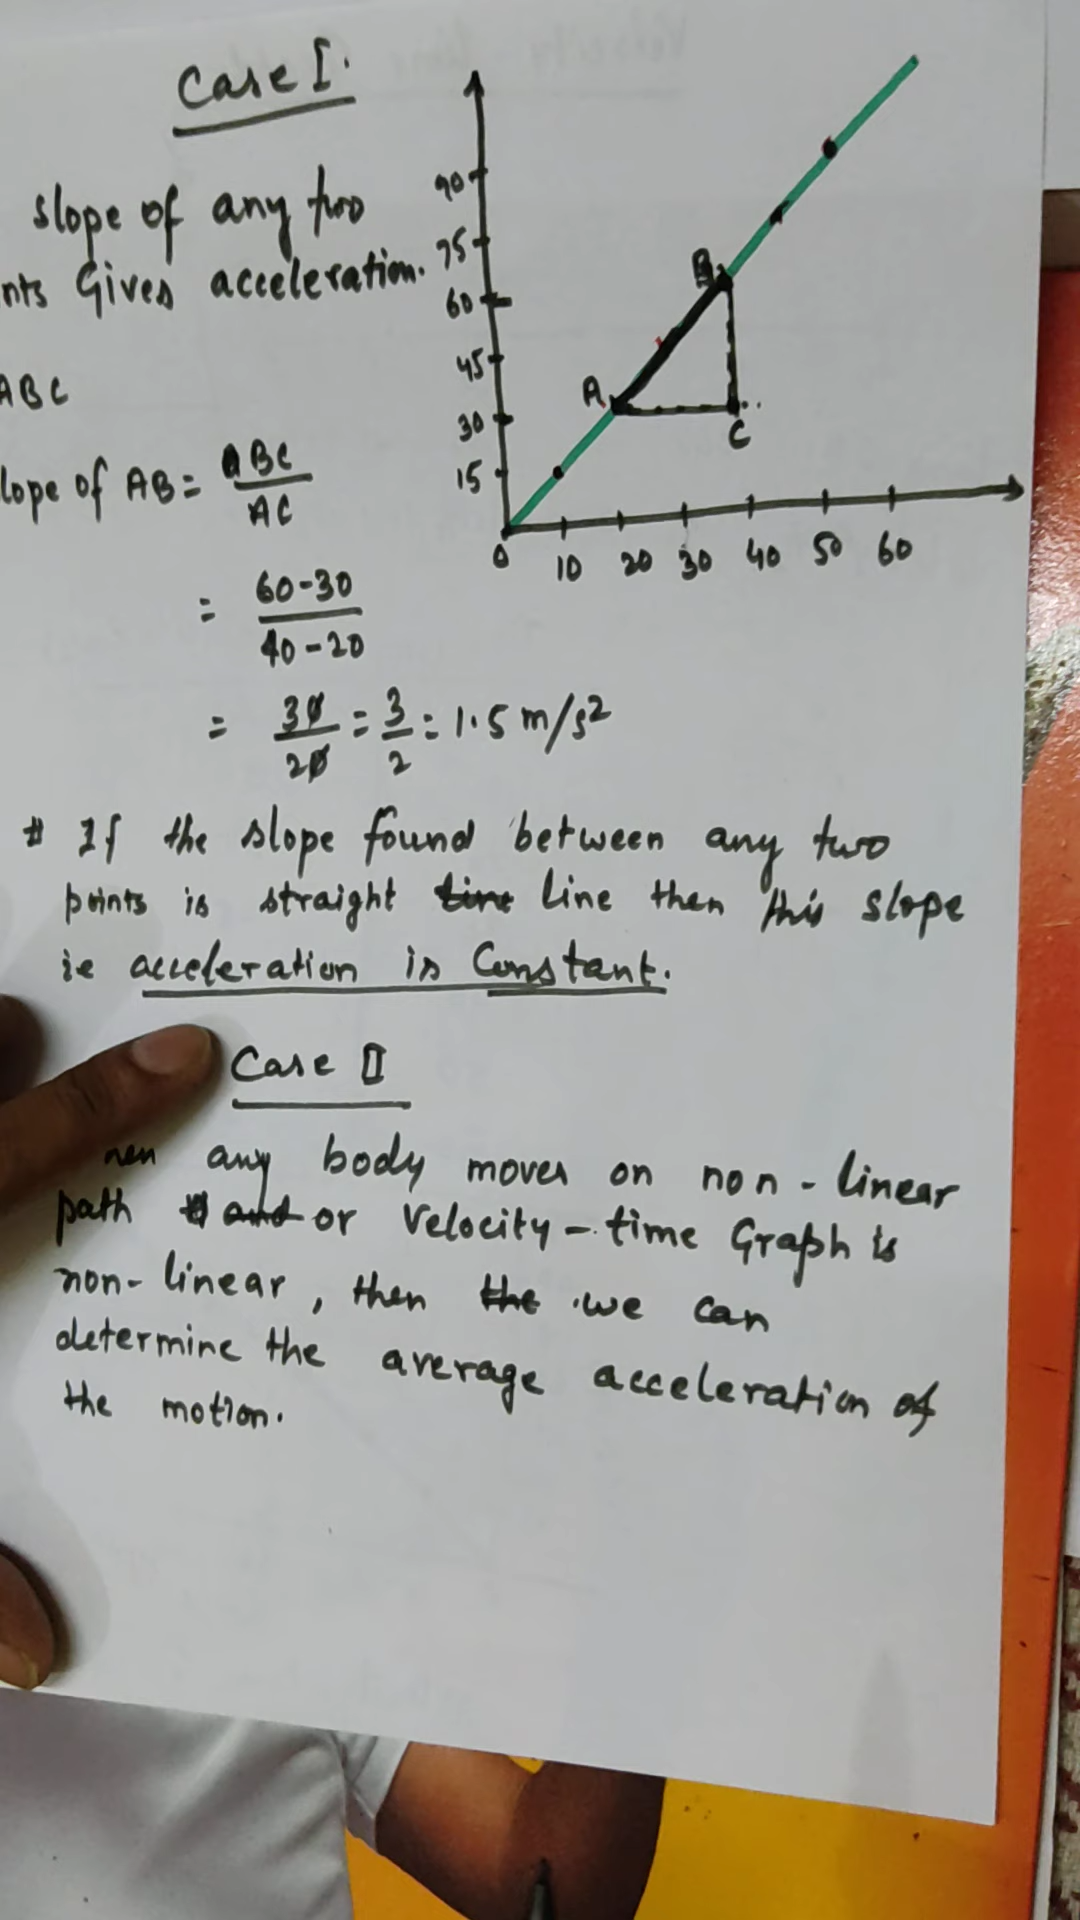 Case I.
slope of any two
nts Gives acceleration.
ABC
lope of AB = BC
AC
= 60-30
40-20
= 30 = 3 = 1.5 m/s²
20 2
90
75
60
45
30
15
0 10 20 30 40 50 60
A
B
C
# If the slope found between any two
points is straight line then this slope
ie acceleration is Constant.
Case II
hen any body moves on non-linear
path or Velocity-time Graph is
non-linear, then we can
determine the average acceleration of
the motion.